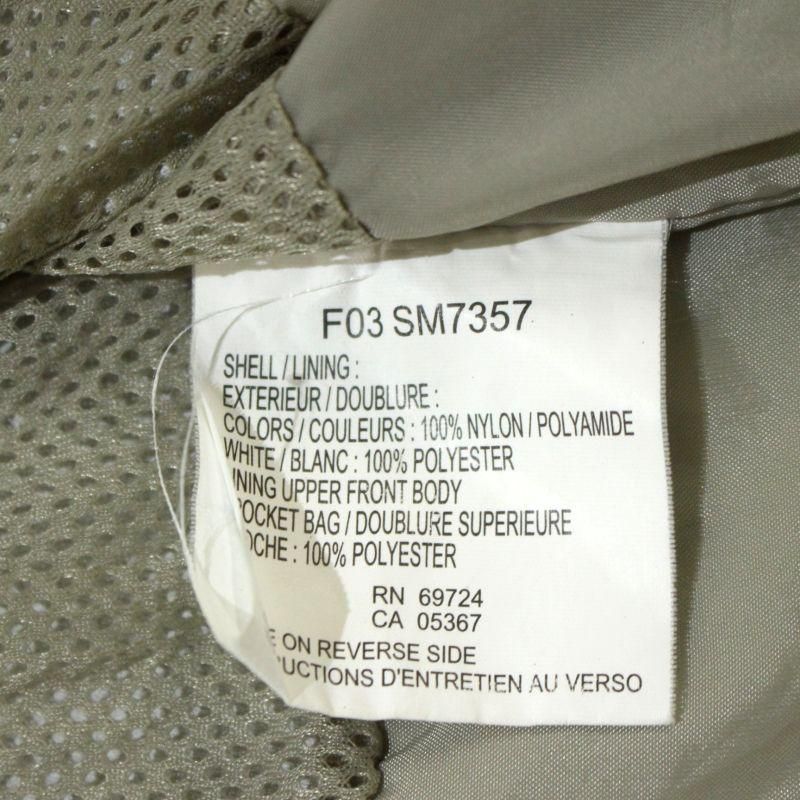 F03 SM7357
SHELL / LINING :
EXTERIEUR / DOUBLURE :
COLORS / COULEURS : 100% NYLON / POLYAMIDE
WHITE / BLANC : 100% POLYESTER
INING UPPER FRONT BODY
OCKET BAG / DOUBLURE SUPERIEURE
OCHE : 100% POLYESTER
RN 69724
CA 05367
E ON REVERSE SIDE
UCTIONS D'ENTRETIEN AU VERSO